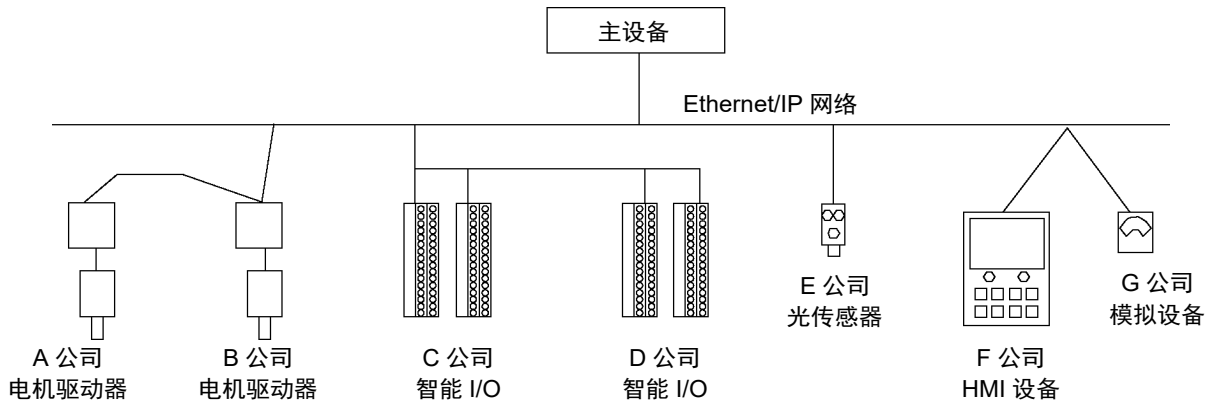 主设备
Ethernet/IP 网络
A 公司
电机驱动器
B 公司
电机驱动器
C 公司
智能 I/O
D 公司
智能 I/O
E 公司
光传感器
F 公司
HMI 设备
G 公司
模拟设备